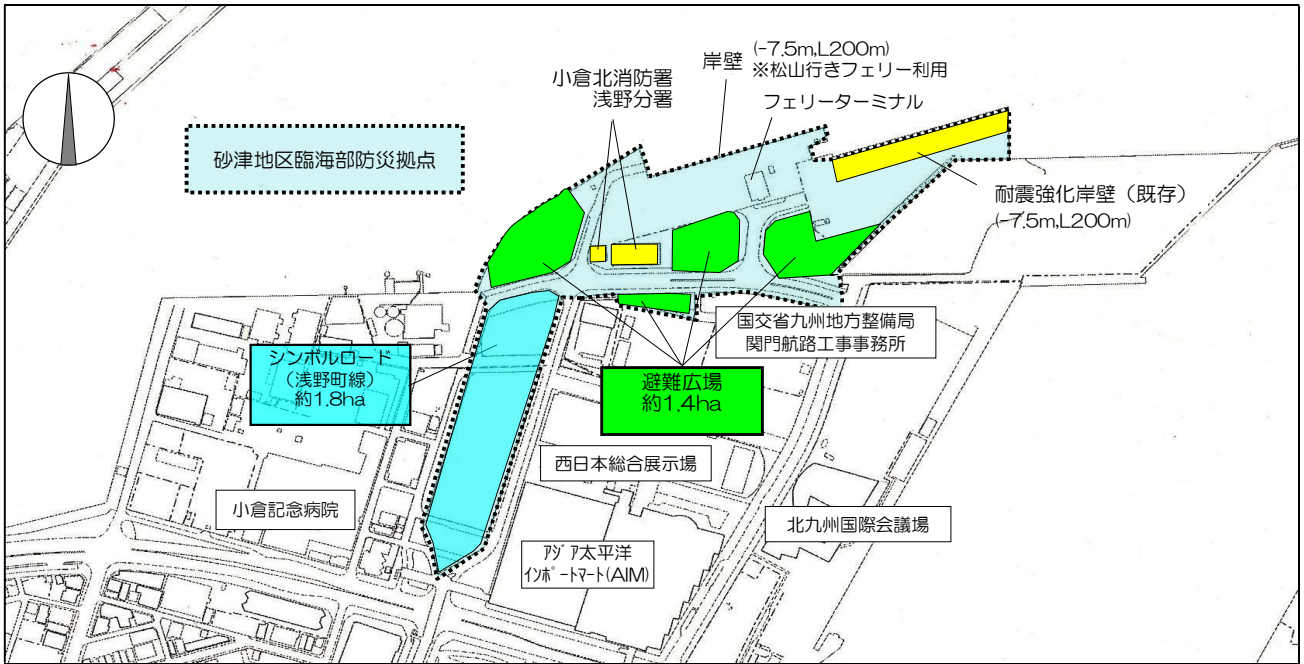 岸壁 (-7.5m,L200m)
※松山行きフェリー利用
小倉北消防署
浅野分署
フェリーターミナル
砂津地区臨海部防災拠点
耐震強化岸壁（既存）
(-7.5m,L200m)
国交省九州地方整備局
関門航路工事事務所
シンボルロード
（浅野町線）
約1.8ha
避難広場
約1.4ha
西日本総合展示場
小倉記念病院
北九州国際会議場
アジア太平洋
インポートマート(AIM)